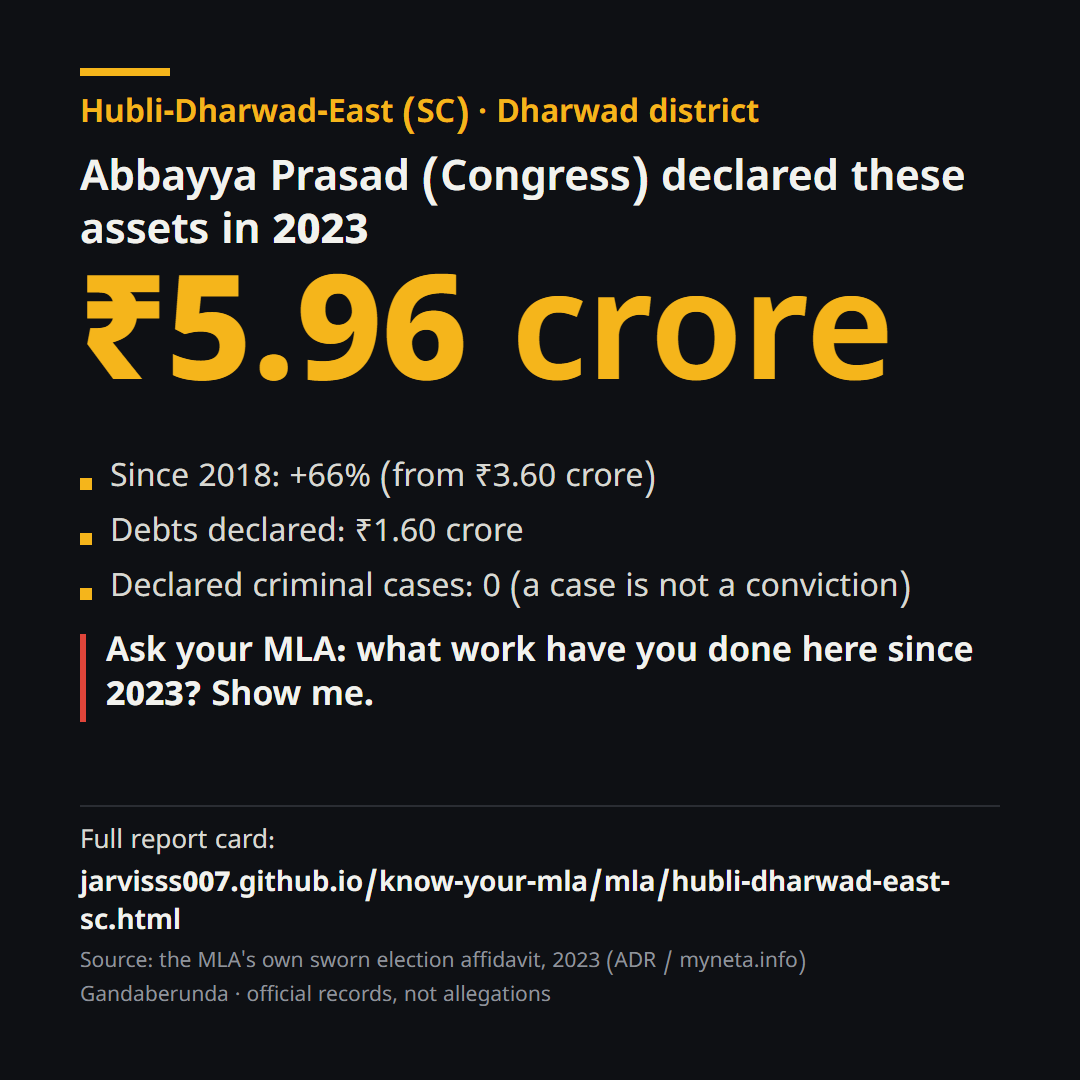 Hubli-Dharwad-East (SC) · Dharwad district
Abbayya Prasad (Congress) declared these
assets in 2023
₹5.96 crore
Since 2018: +66% (from ₹3.60 crore)
Debts declared: ₹1.60 crore
Declared criminal cases: 0 (a case is not a conviction)
Ask your MLA: what work have you done here since
2023? Show me.
Full report card:
jarvisss007.github.io/know-your-mla/mla/hubli-dharwad-east-
sc.html
Source: the MLA's own sworn election affidavit, 2023 (ADR / myneta.info)
Gandaberunda · official records, not allegations